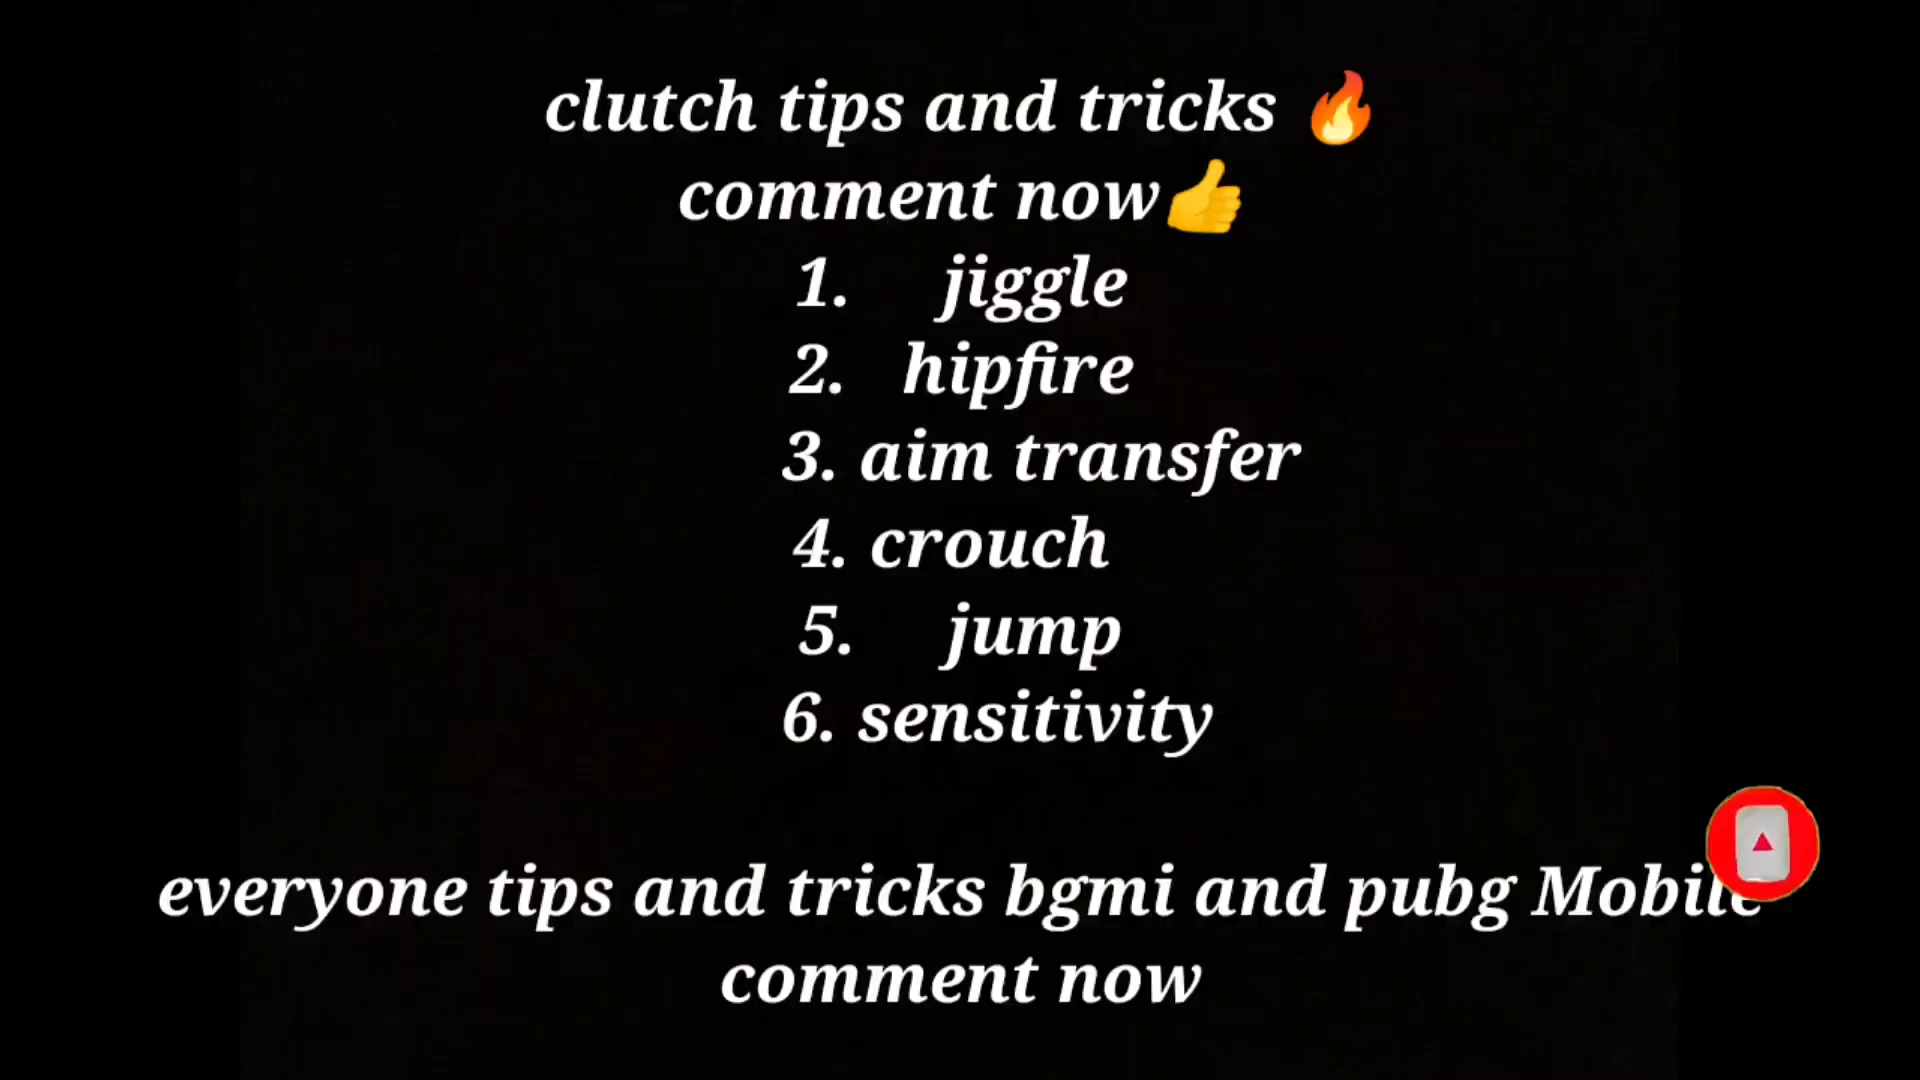 clutch tips and tricks 🔥
comment now👍
1. jiggle
2. hipfire
3. aim transfer
4. crouch
5. jump
6. sensitivity
everyone tips and tricks bgmi and pubg Mobile
comment now